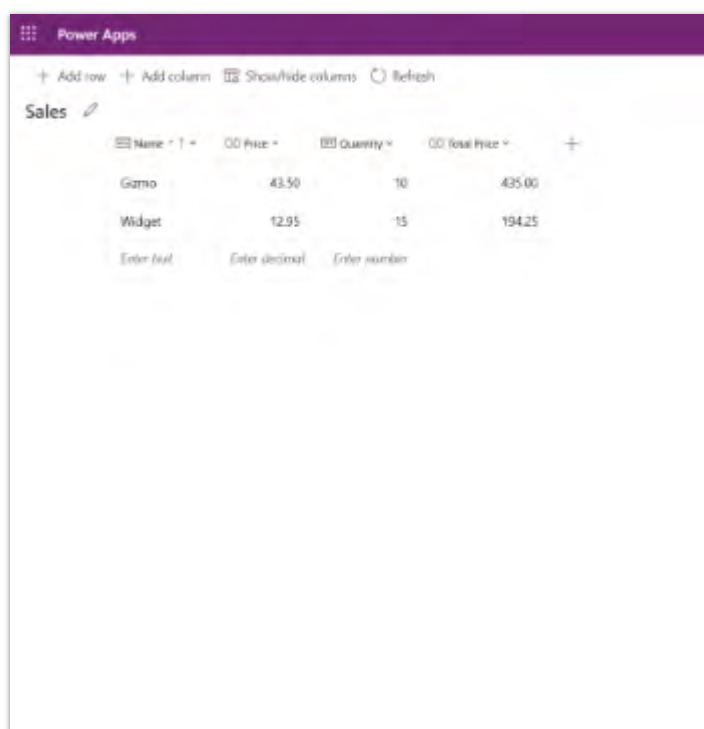 Power Apps
+ Add row + Add column Show/hide columns Refresh
Sales
Name * ↑ Price Quantity Total Price +
Gizmo 43.50 10 435.00
Widget 12.95 15 194.25
Enter text Enter decimal Enter number